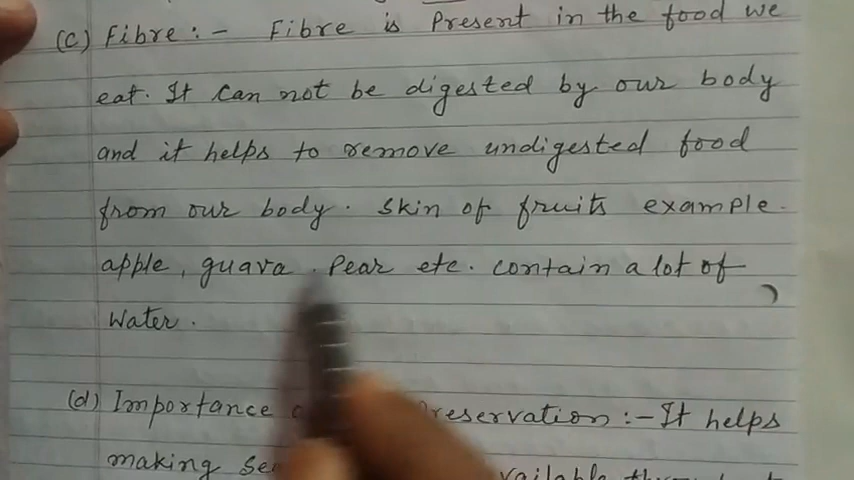 (c) Fibre :- Fibre is Present in the food we
eat. It can not be digested by our body
and it helps to remove undigested food
from our body. Skin of fruits example.
apple, guava. Pear etc. contain a lot of
water.
(d) Importance Preservation :- It helps
making